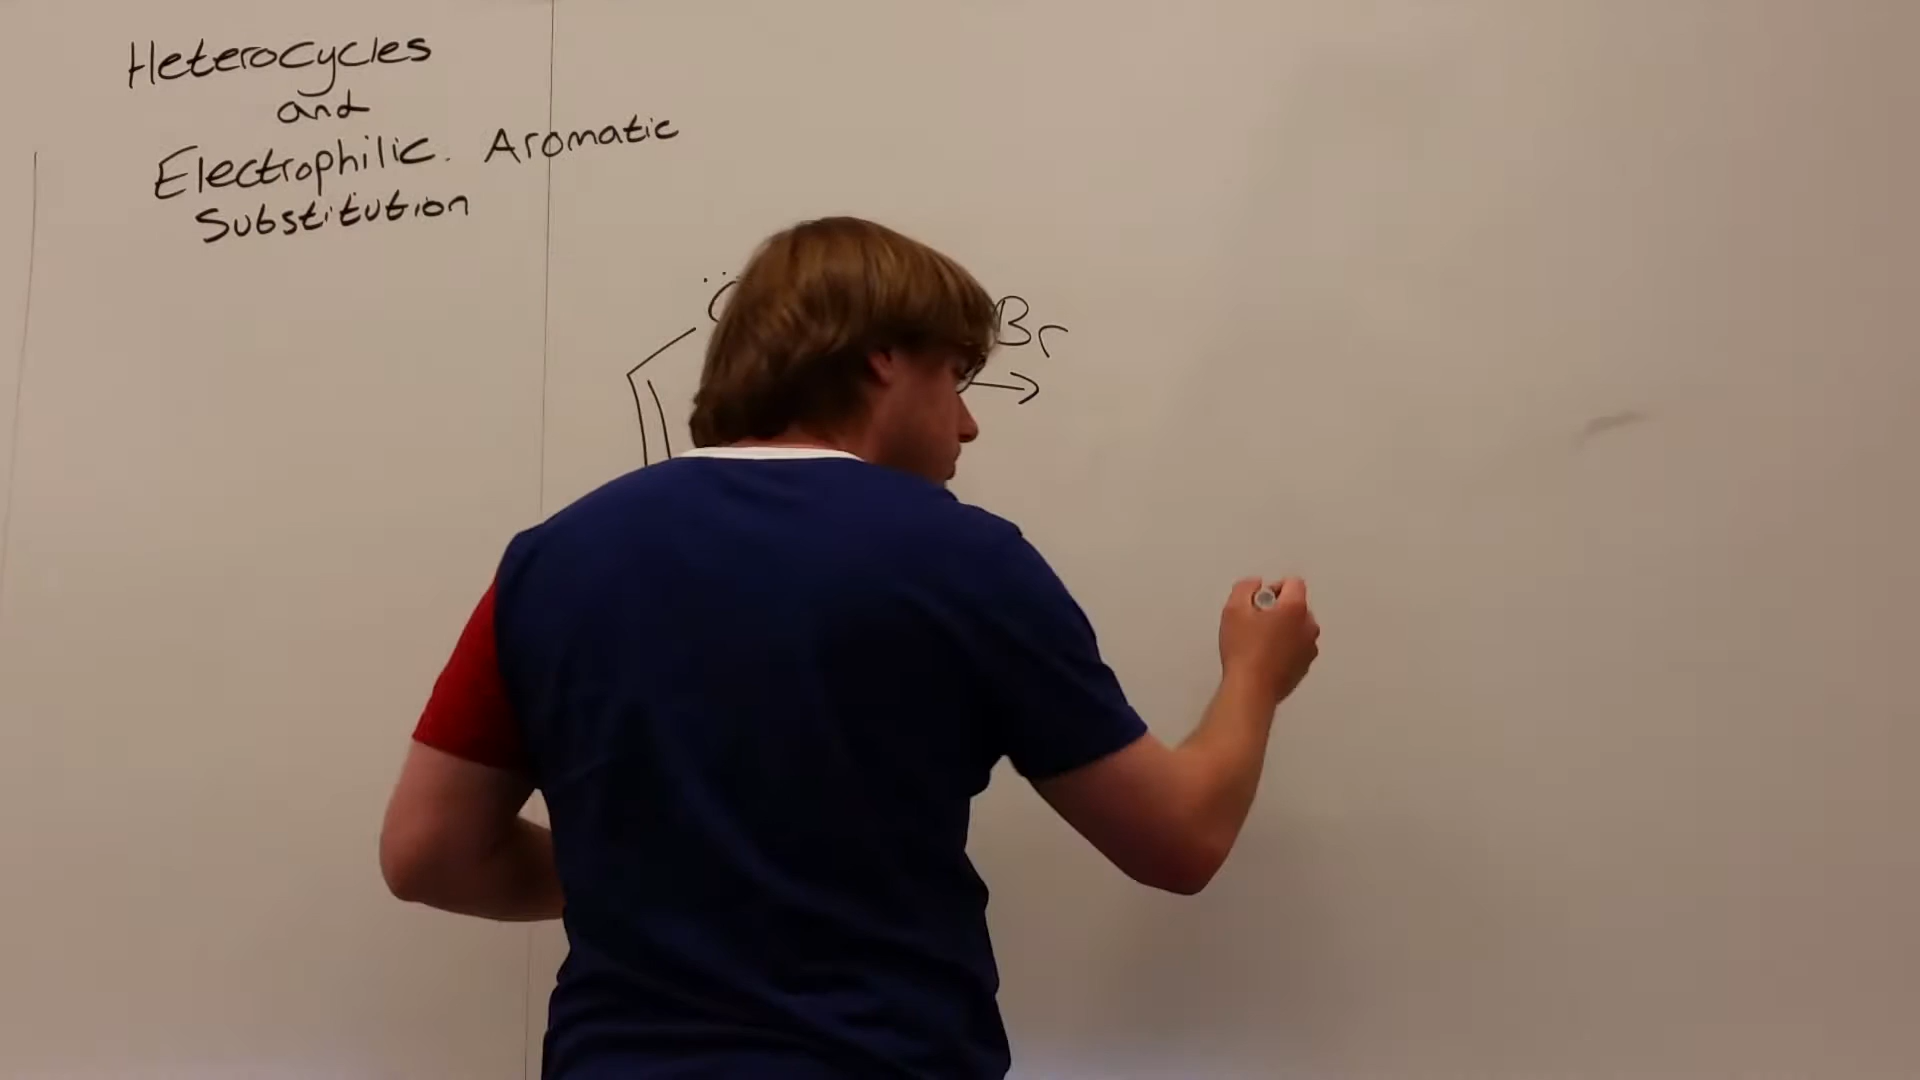 Heterocycles
and
Electrophilic. Aromatic
Substitution
Br